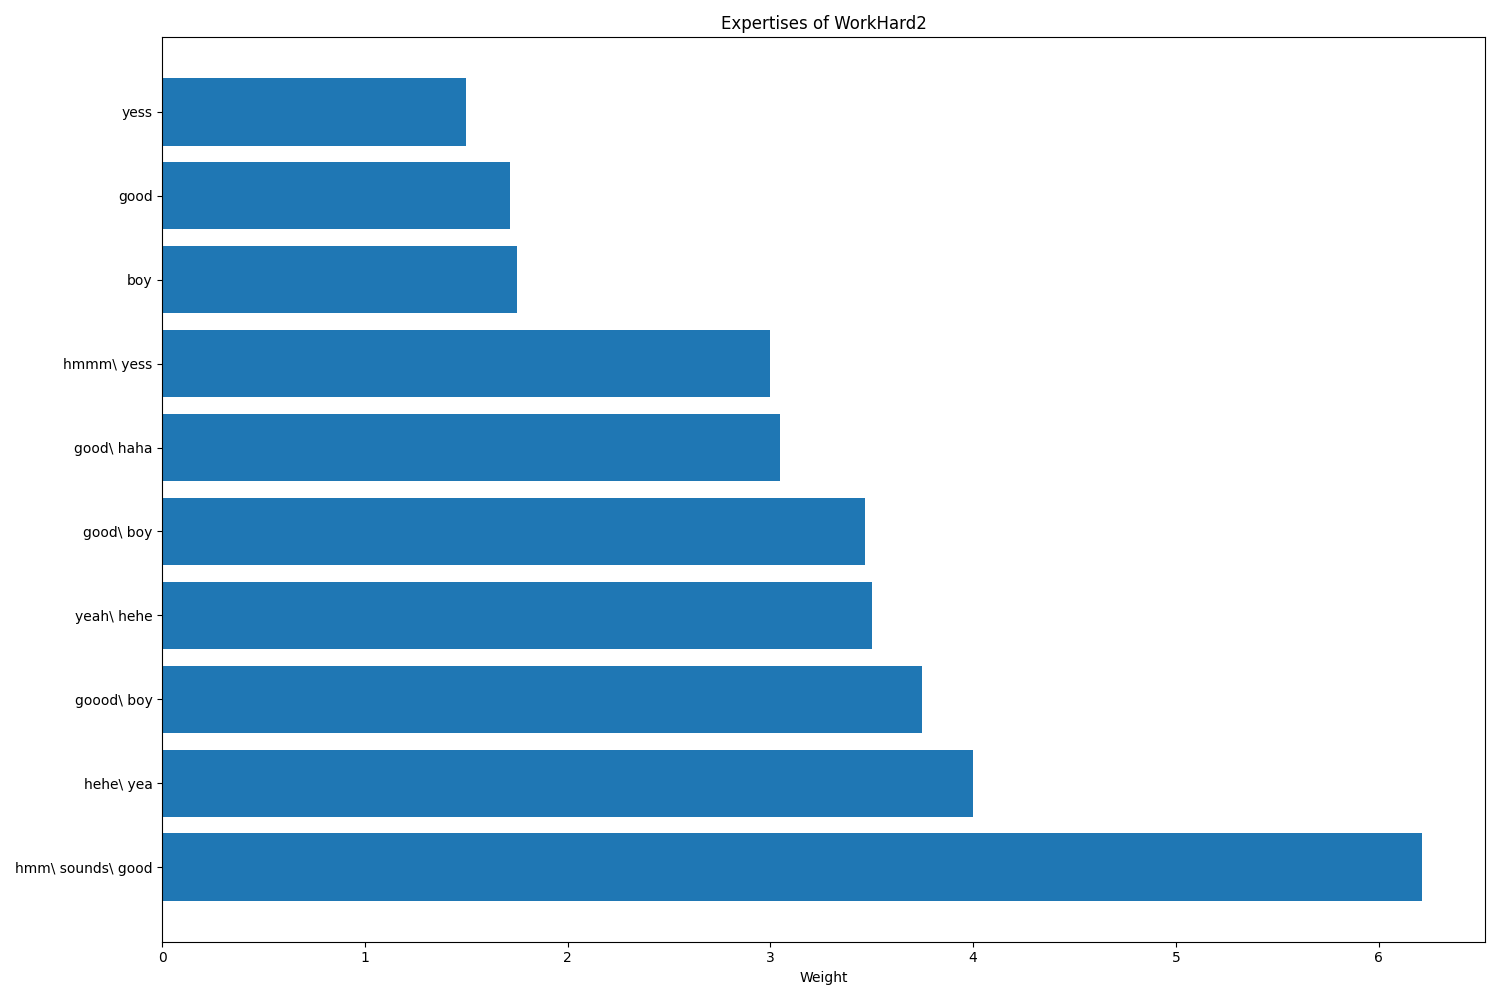 Expertises of WorkHard2
yess
good
boy
hmmm\ yess
good\ haha
good\ boy
yeah\ hehe
goood\ boy
hehe\ yea
hmm\ sounds\ good
0 1 2 3 4 5 6
Weight